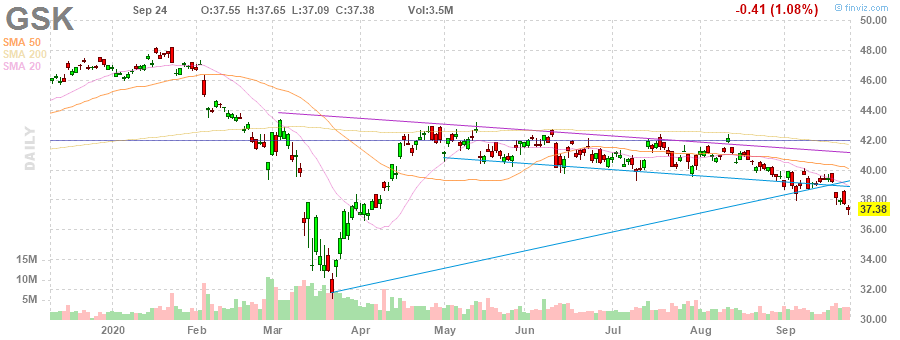 GSK Sep 24 O:37.55 H:37.65 L:37.09 C:37.38 Vol:3.5M -0.41 (1.08%) © finviz.com
SMA 50
SMA 200
SMA 20
DAILY
50.00
48.00
46.00
44.00
42.00
40.00
38.00
37.38
36.00
34.00
32.00
30.00
15M
10M
5M
2020 Feb Mar Apr May Jun Jul Aug Sep